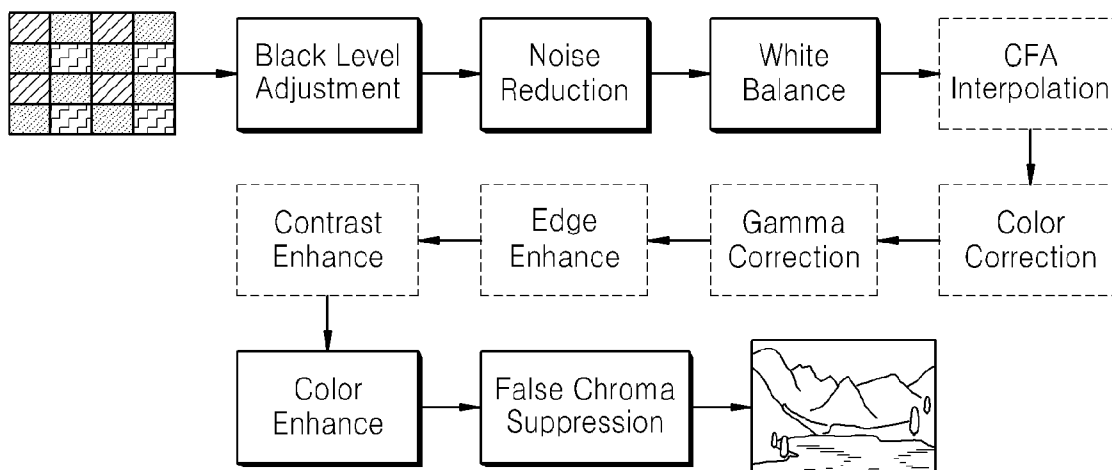 Black Level
Adjustment
Noise
Reduction
White
Balance
CFA
Interpolation
Contrast
Enhance
Edge
Enhance
Gamma
Correction
Color
Correction
Color
Enhance
False Chroma
Suppression